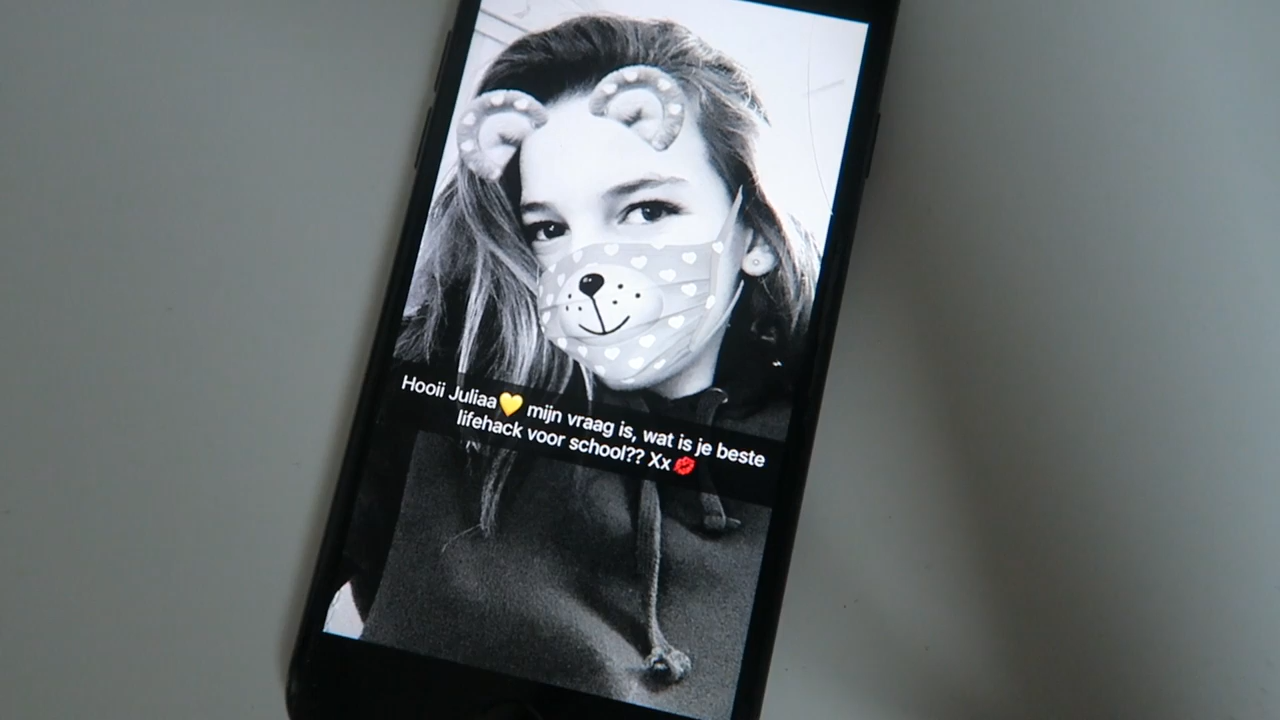 Hooii Juliaa💛 mijn vraag is, wat is je beste
lifehack voor school?? Xx💋